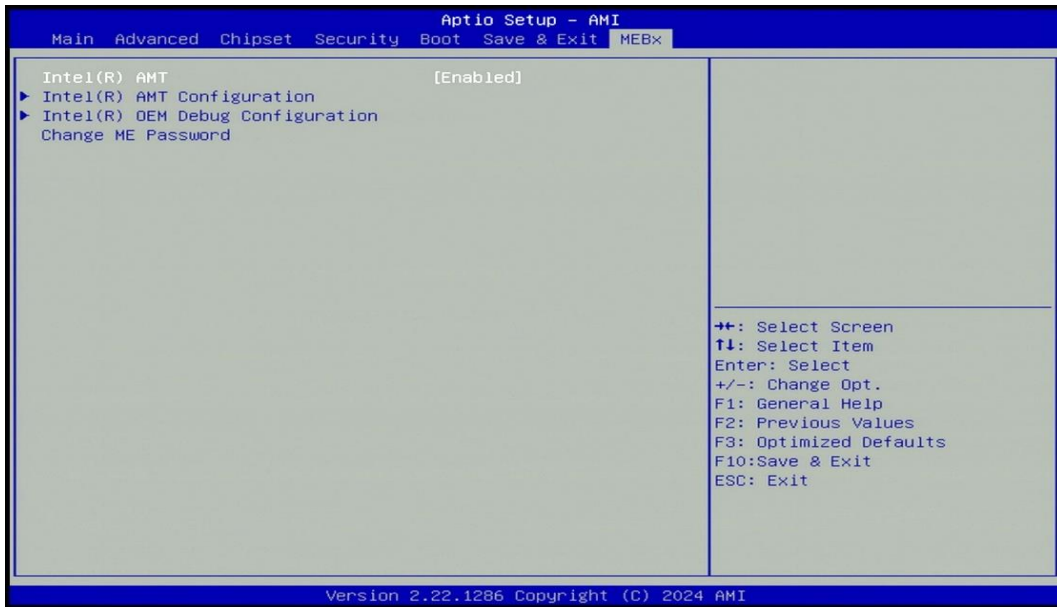 Aptio Setup – AMI
Main Advanced Chipset Security Boot Save & Exit MEBx
Intel(R) AMT [Enabled]
▶ Intel(R) AMT Configuration
▶ Intel(R) OEM Debug Configuration
Change ME Password
→←: Select Screen
↑↓: Select Item
Enter: Select
+/-: Change Opt.
F1: General Help
F2: Previous Values
F3: Optimized Defaults
F10:Save & Exit
ESC: Exit
Version 2.22.1286 Copyright (C) 2024 AMI